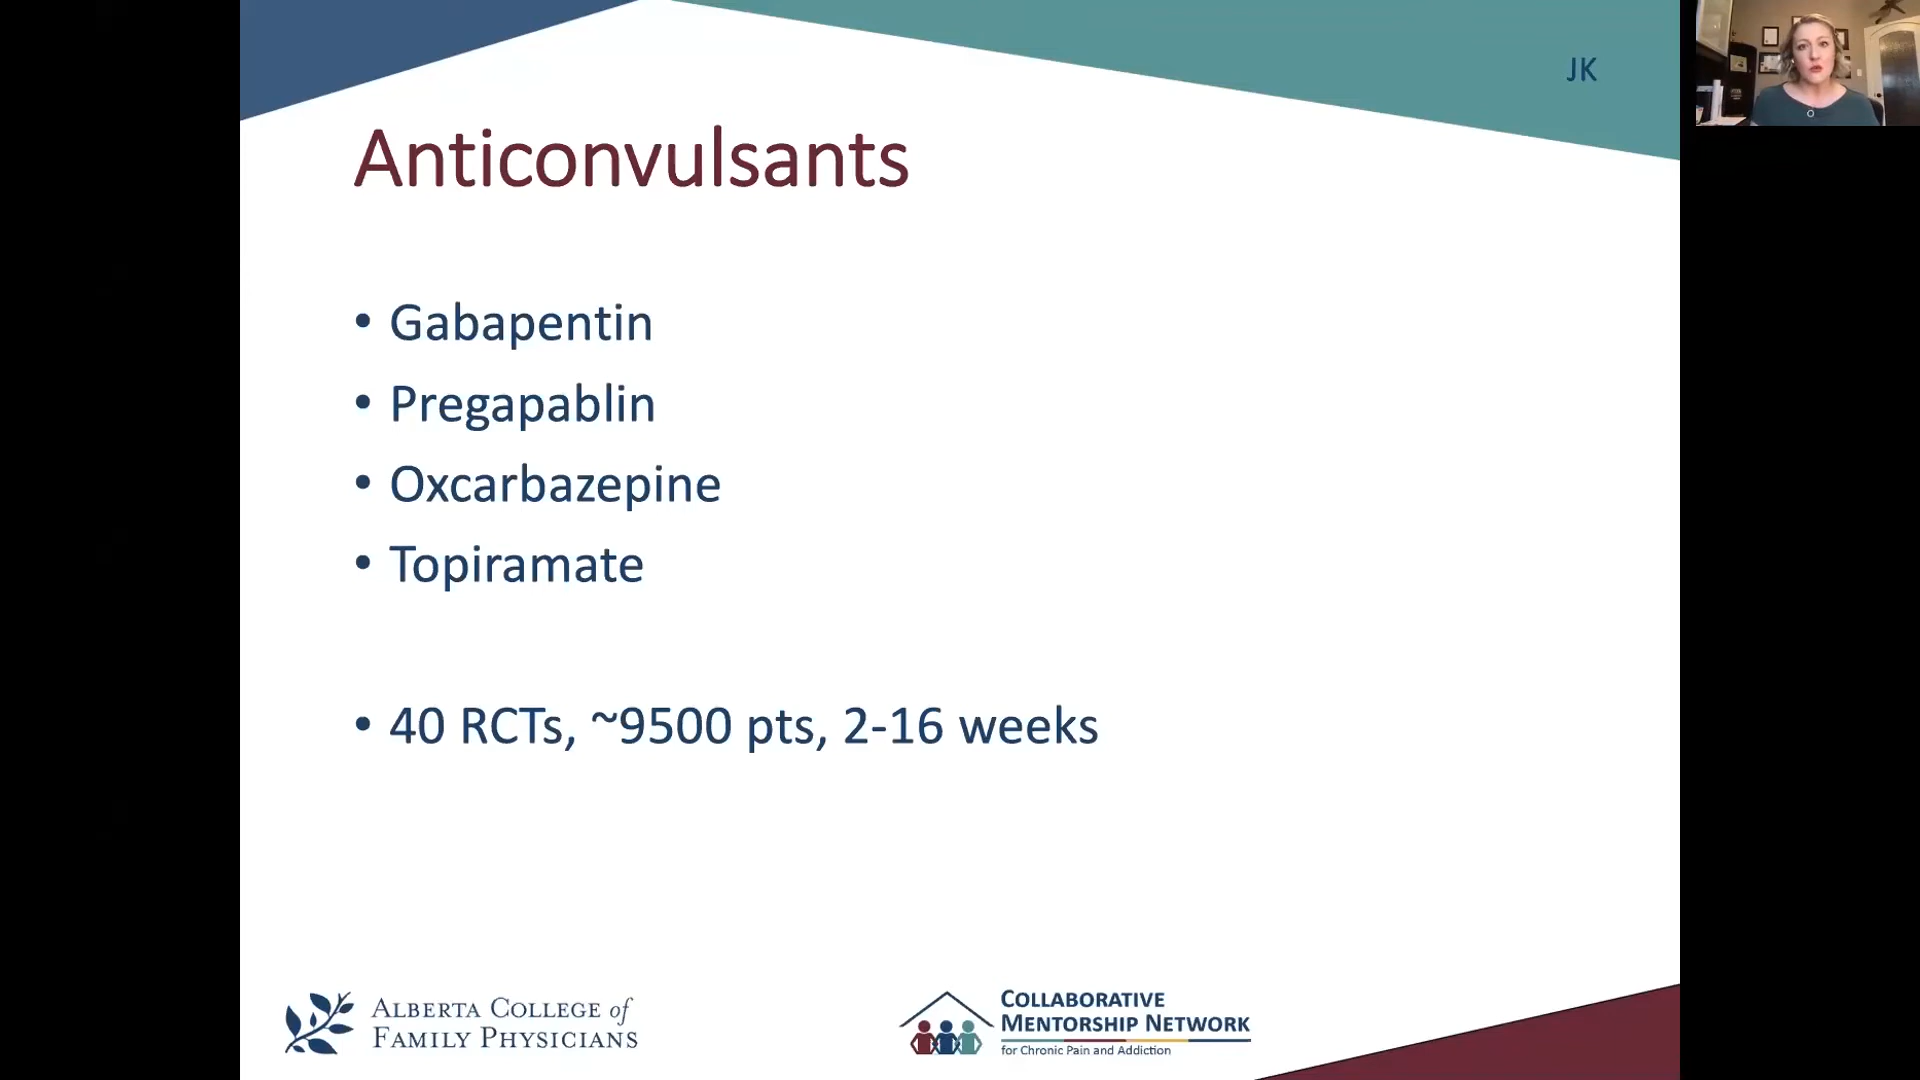 JK
Anticonvulsants
• Gabapentin
• Pregapablin
• Oxcarbazepine
• Topiramate
• 40 RCTs, ~9500 pts, 2-16 weeks
ALBERTA COLLEGE of
FAMILY PHYSICIANS
COLLABORATIVE
MENTORSHIP NETWORK
for Chronic Pain and Addiction